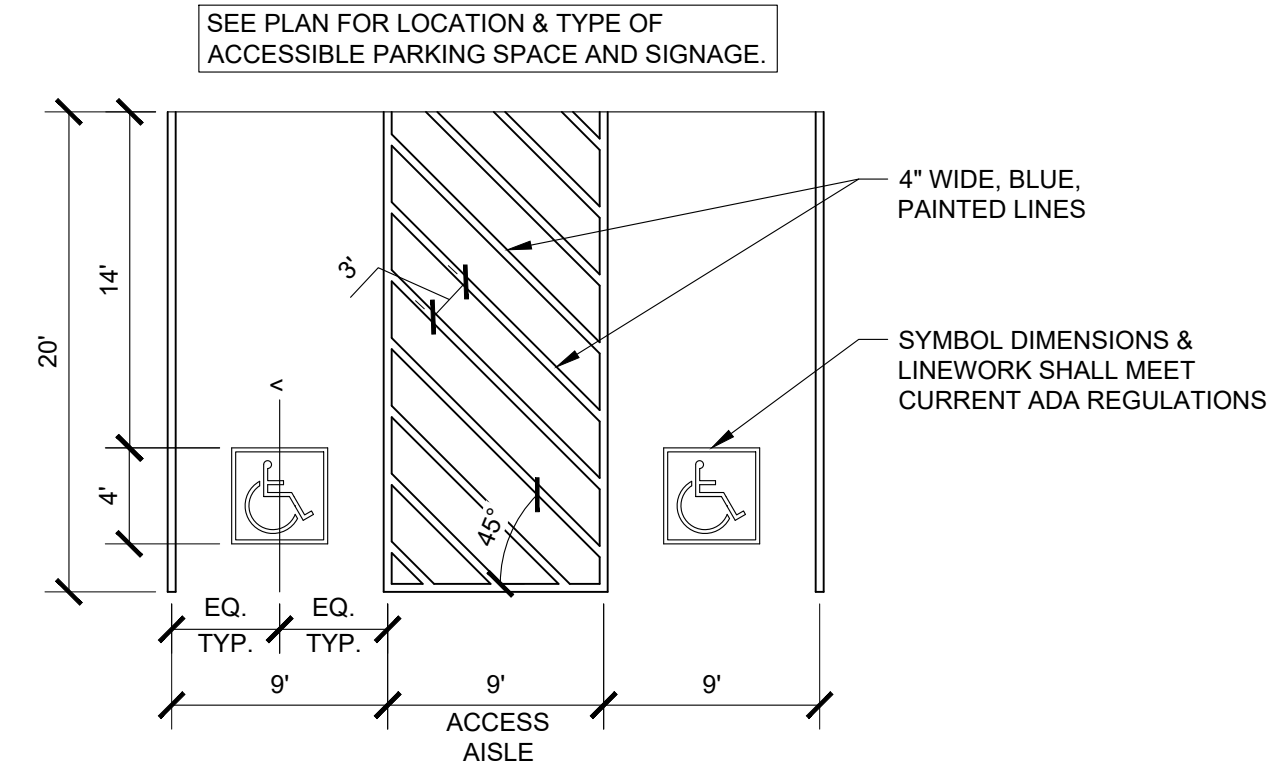 SEE PLAN FOR LOCATION & TYPE OF
ACCESSIBLE PARKING SPACE AND SIGNAGE.
4" WIDE, BLUE,
PAINTED LINES
3'
14'
20'
SYMBOL DIMENSIONS &
LINEWORK SHALL MEET
CURRENT ADA REGULATIONS
<
4'
45°
EQ.
TYP.
EQ.
TYP.
9'
9'
9'
ACCESS
AISLE